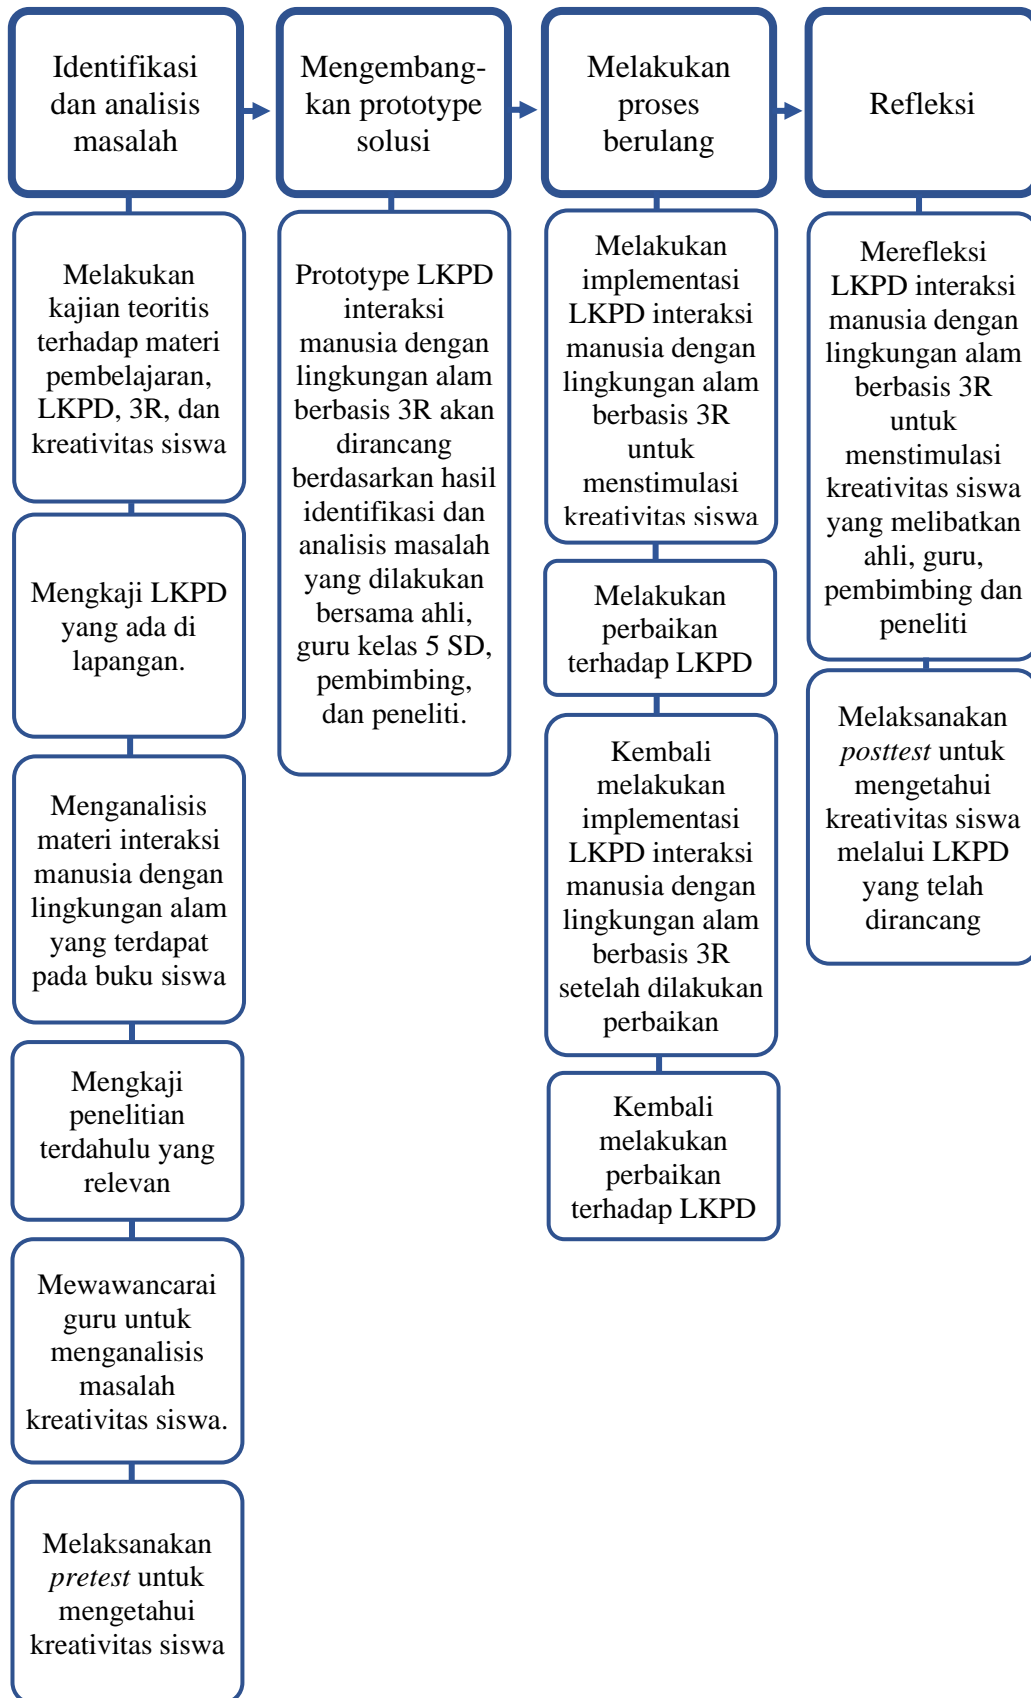 Identifikasi
dan analisis
masalah
Mengembang-
kan prototype
solusi
Melakukan
proses
berulang
Refleksi
Melakukan
kajian teoritis
terhadap materi
pembelajaran,
LKPD, 3R, dan
kreativitas siswa
Mengkaji LKPD
yang ada di
lapangan.
Menganalisis
materi interaksi
manusia dengan
lingkungan alam
yang terdapat
pada buku siswa
Mengkaji
penelitian
terdahulu yang
relevan
Mewawancarai
guru untuk
menganalisis
masalah
kreativitas siswa.
Melaksanakan
pretest untuk
mengetahui
kreativitas siswa
Prototype LKPD
interaksi
manusia dengan
lingkungan alam
berbasis 3R akan
dirancang
berdasarkan hasil
identifikasi dan
analisis masalah
yang dilakukan
bersama ahli,
guru kelas 5 SD,
pembimbing,
dan peneliti.
Melakukan
implementasi
LKPD interaksi
manusia dengan
lingkungan alam
berbasis 3R
untuk
menstimulasi
kreativitas siswa
Melakukan
perbaikan
terhadap LKPD
Kembali
melakukan
implementasi
LKPD interaksi
manusia dengan
lingkungan alam
berbasis 3R
setelah dilakukan
perbaikan
Kembali
melakukan
perbaikan
terhadap LKPD
Merefleksi
LKPD interaksi
manusia dengan
lingkungan alam
berbasis 3R
untuk
menstimulasi
kreativitas siswa
yang melibatkan
ahli, guru,
pembimbing dan
peneliti
Melaksanakan
posttest untuk
mengetahui
kreativitas siswa
melalui LKPD
yang telah
dirancang